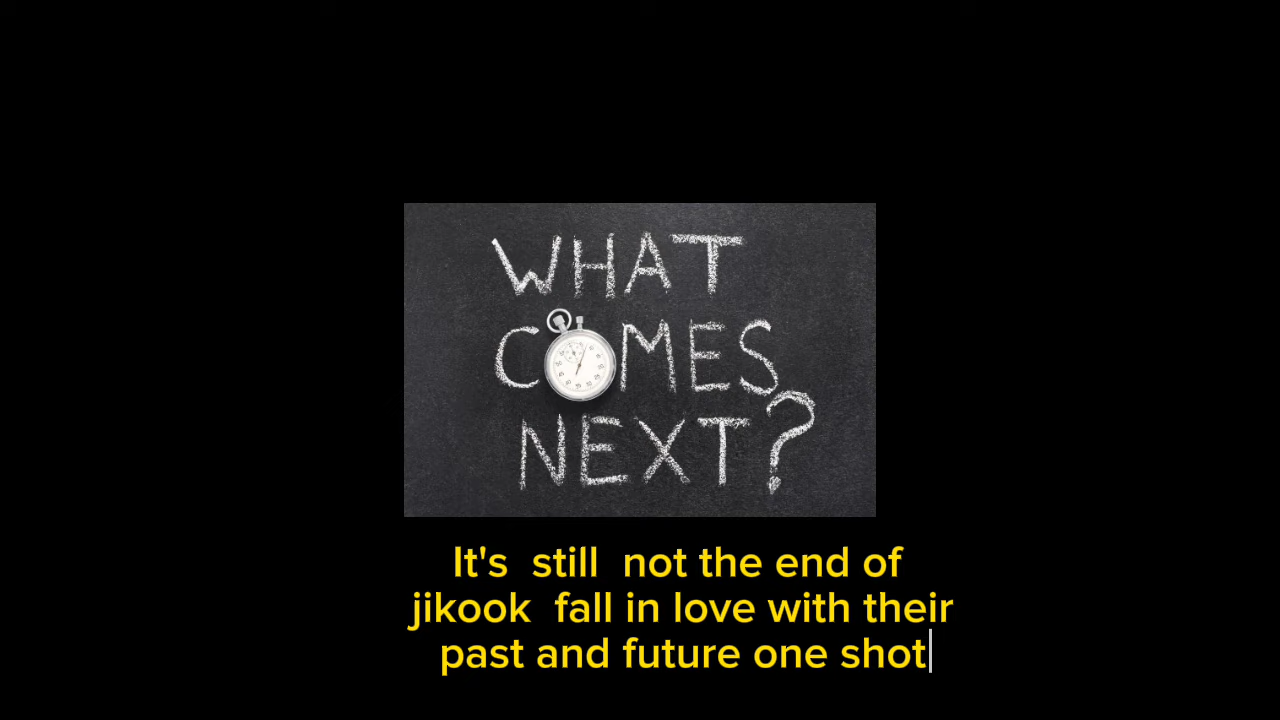 WHAT
COMES
NEXT?
It's still not the end of
jikook fall in love with their
past and future one shot